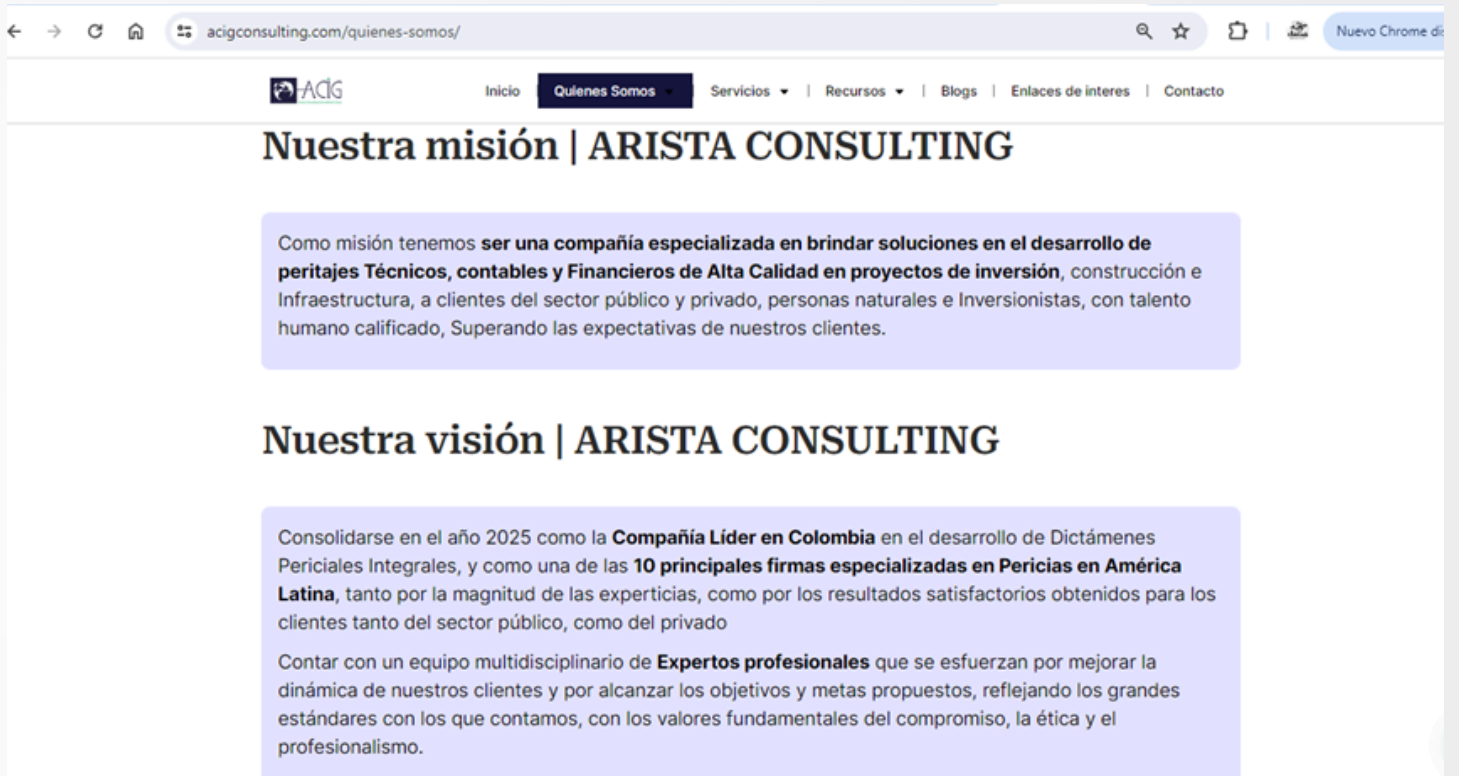 acigconsulting.com/quienes-somos/
Nuevo Chrome di
ACIG
Inicio | Quienes Somos Servicios | Recursos | Blogs | Enlaces de interes | Contacto
Nuestra misión | ARISTA CONSULTING
Como misión tenemos ser una compañía especializada en brindar soluciones en el desarrollo de
peritajes Técnicos, contables y Financieros de Alta Calidad en proyectos de inversión, construcción e
Infraestructura, a clientes del sector público y privado, personas naturales e Inversionistas, con talento
humano calificado, Superando las expectativas de nuestros clientes.
Nuestra visión | ARISTA CONSULTING
Consolidarse en el año 2025 como la Compañía Líder en Colombia en el desarrollo de Dictámenes
Periciales Integrales, y como una de las 10 principales firmas especializadas en Pericias en América
Latina, tanto por la magnitud de las experticias, como por los resultados satisfactorios obtenidos para los
clientes tanto del sector público, como del privado
Contar con un equipo multidisciplinario de Expertos profesionales que se esfuerzan por mejorar la
dinámica de nuestros clientes y por alcanzar los objetivos y metas propuestos, reflejando los grandes
estándares con los que contamos, con los valores fundamentales del compromiso, la ética y el
profesionalismo.